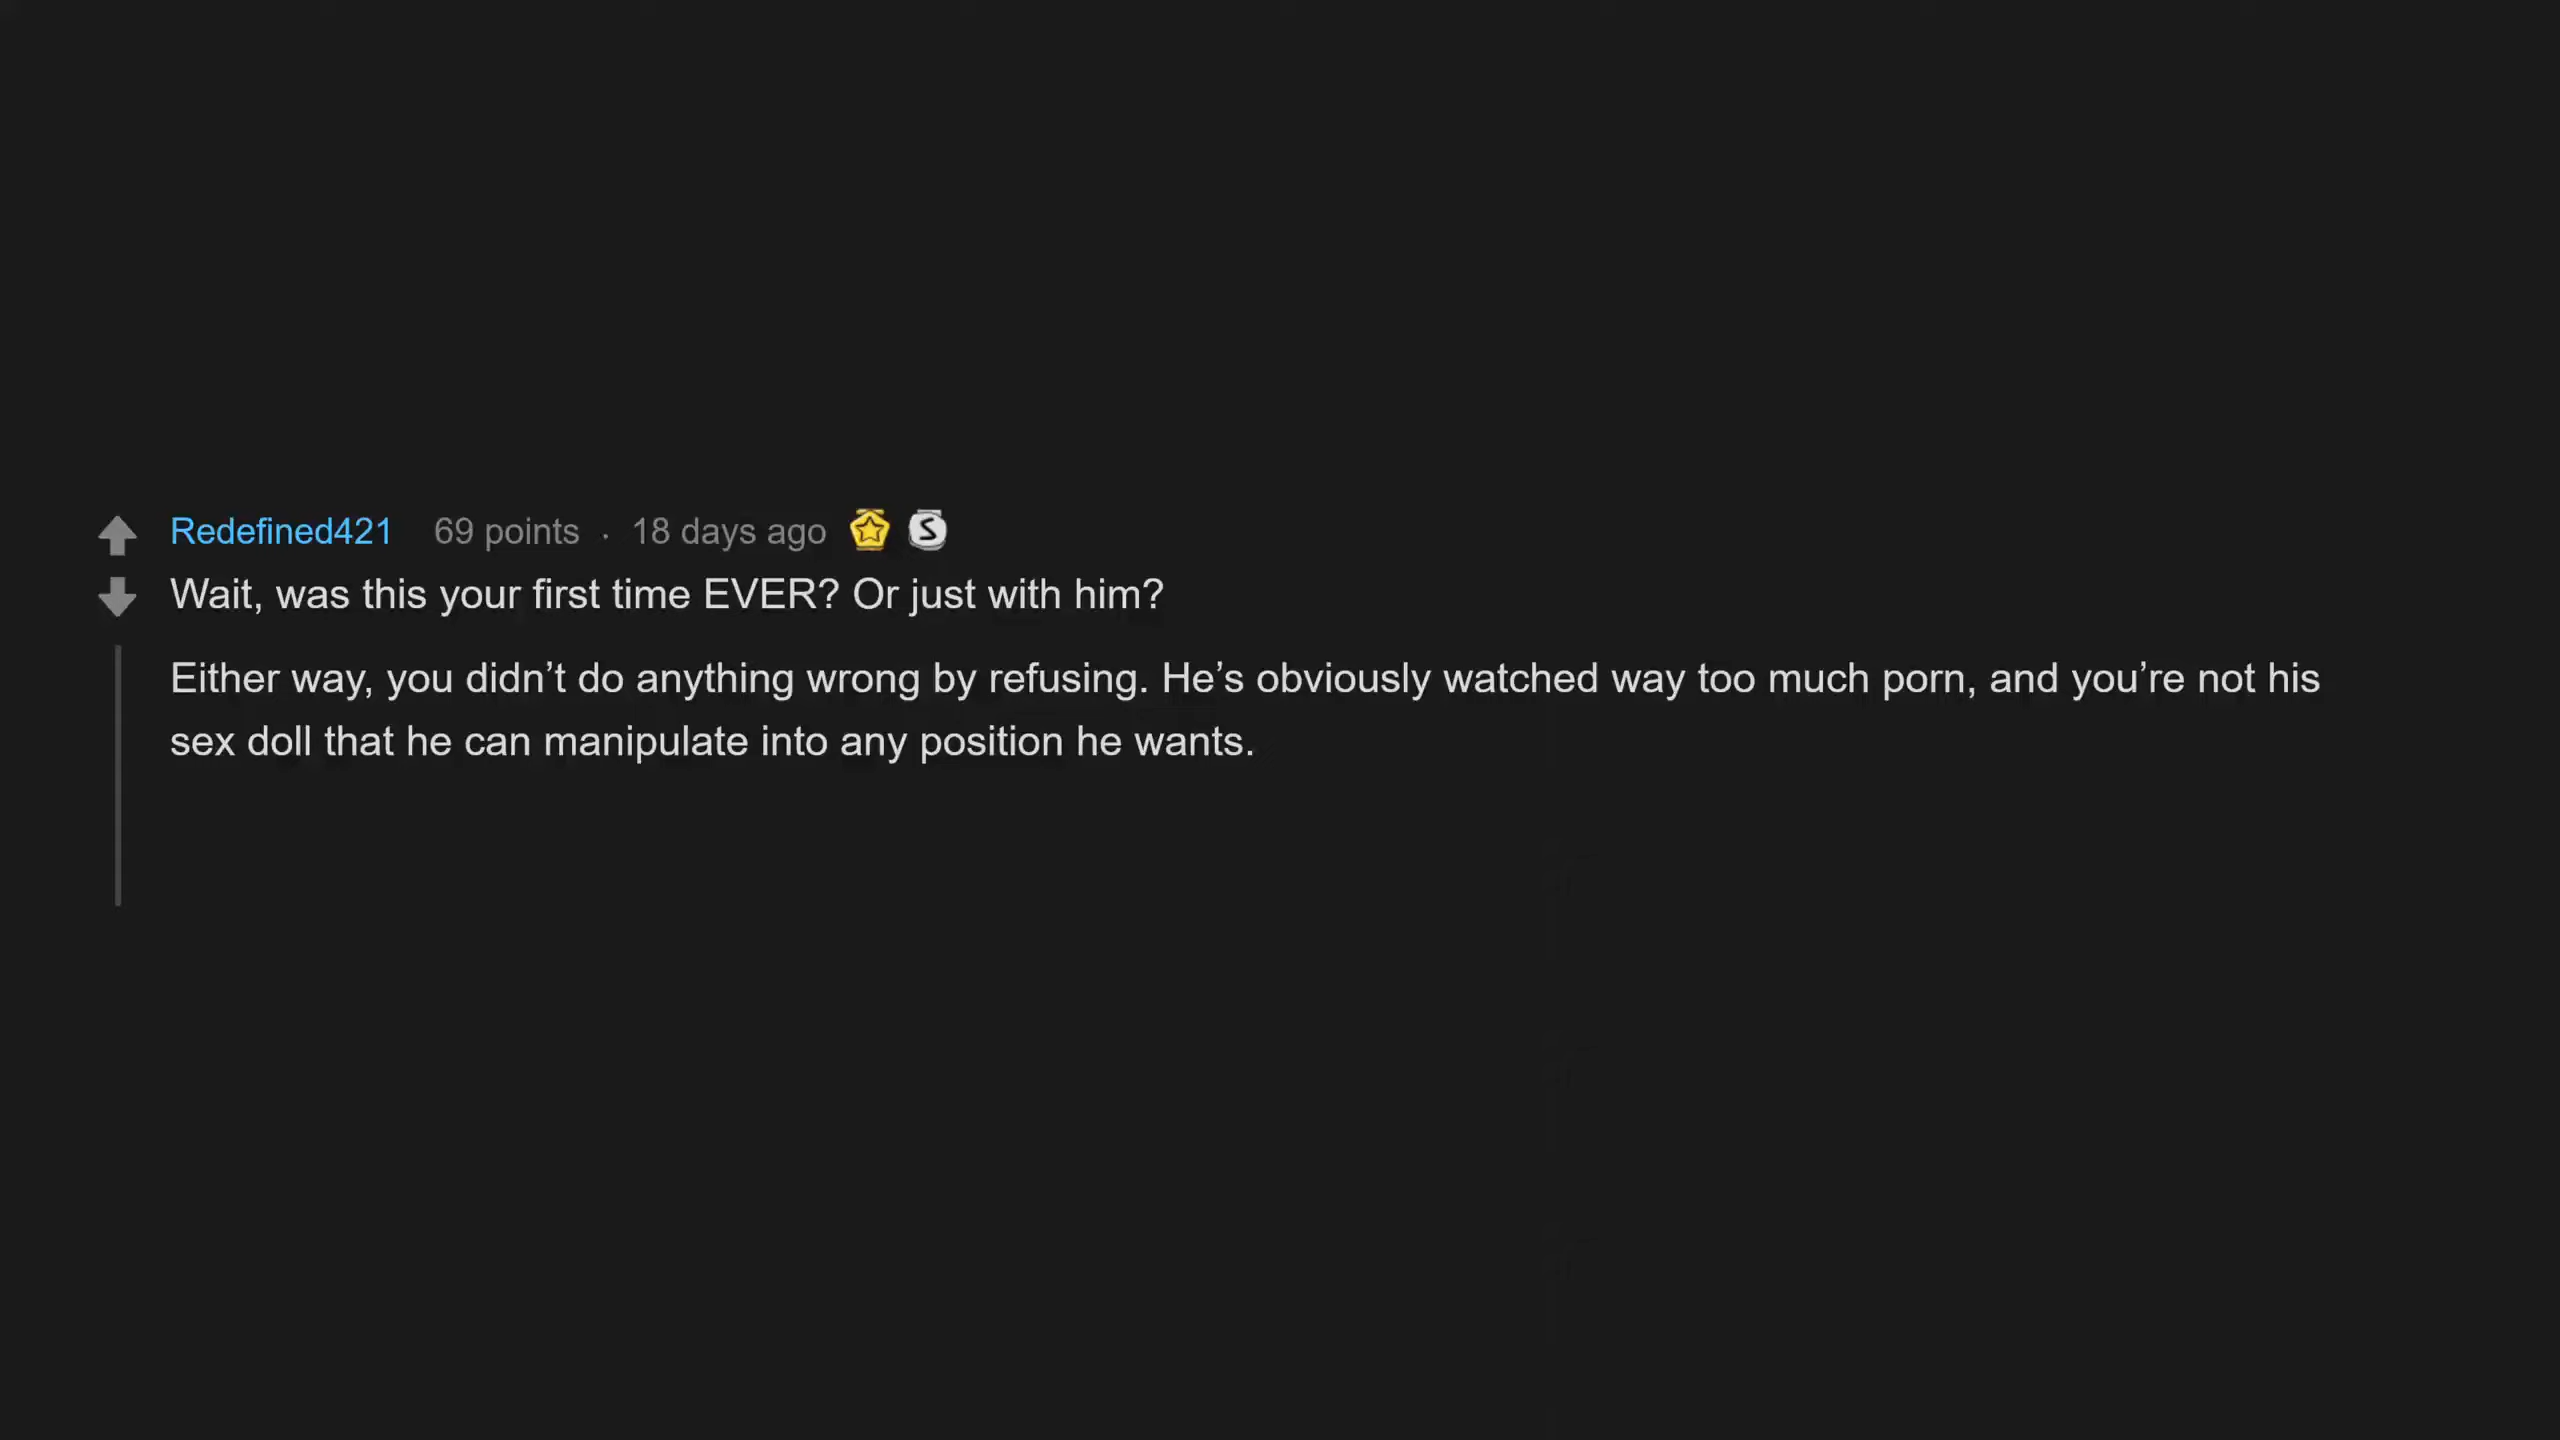 Redefined421 69 points · 18 days ago S
Wait, was this your first time EVER? Or just with him?
Either way, you didn’t do anything wrong by refusing. He’s obviously watched way too much porn, and you’re not his
sex doll that he can manipulate into any position he wants.